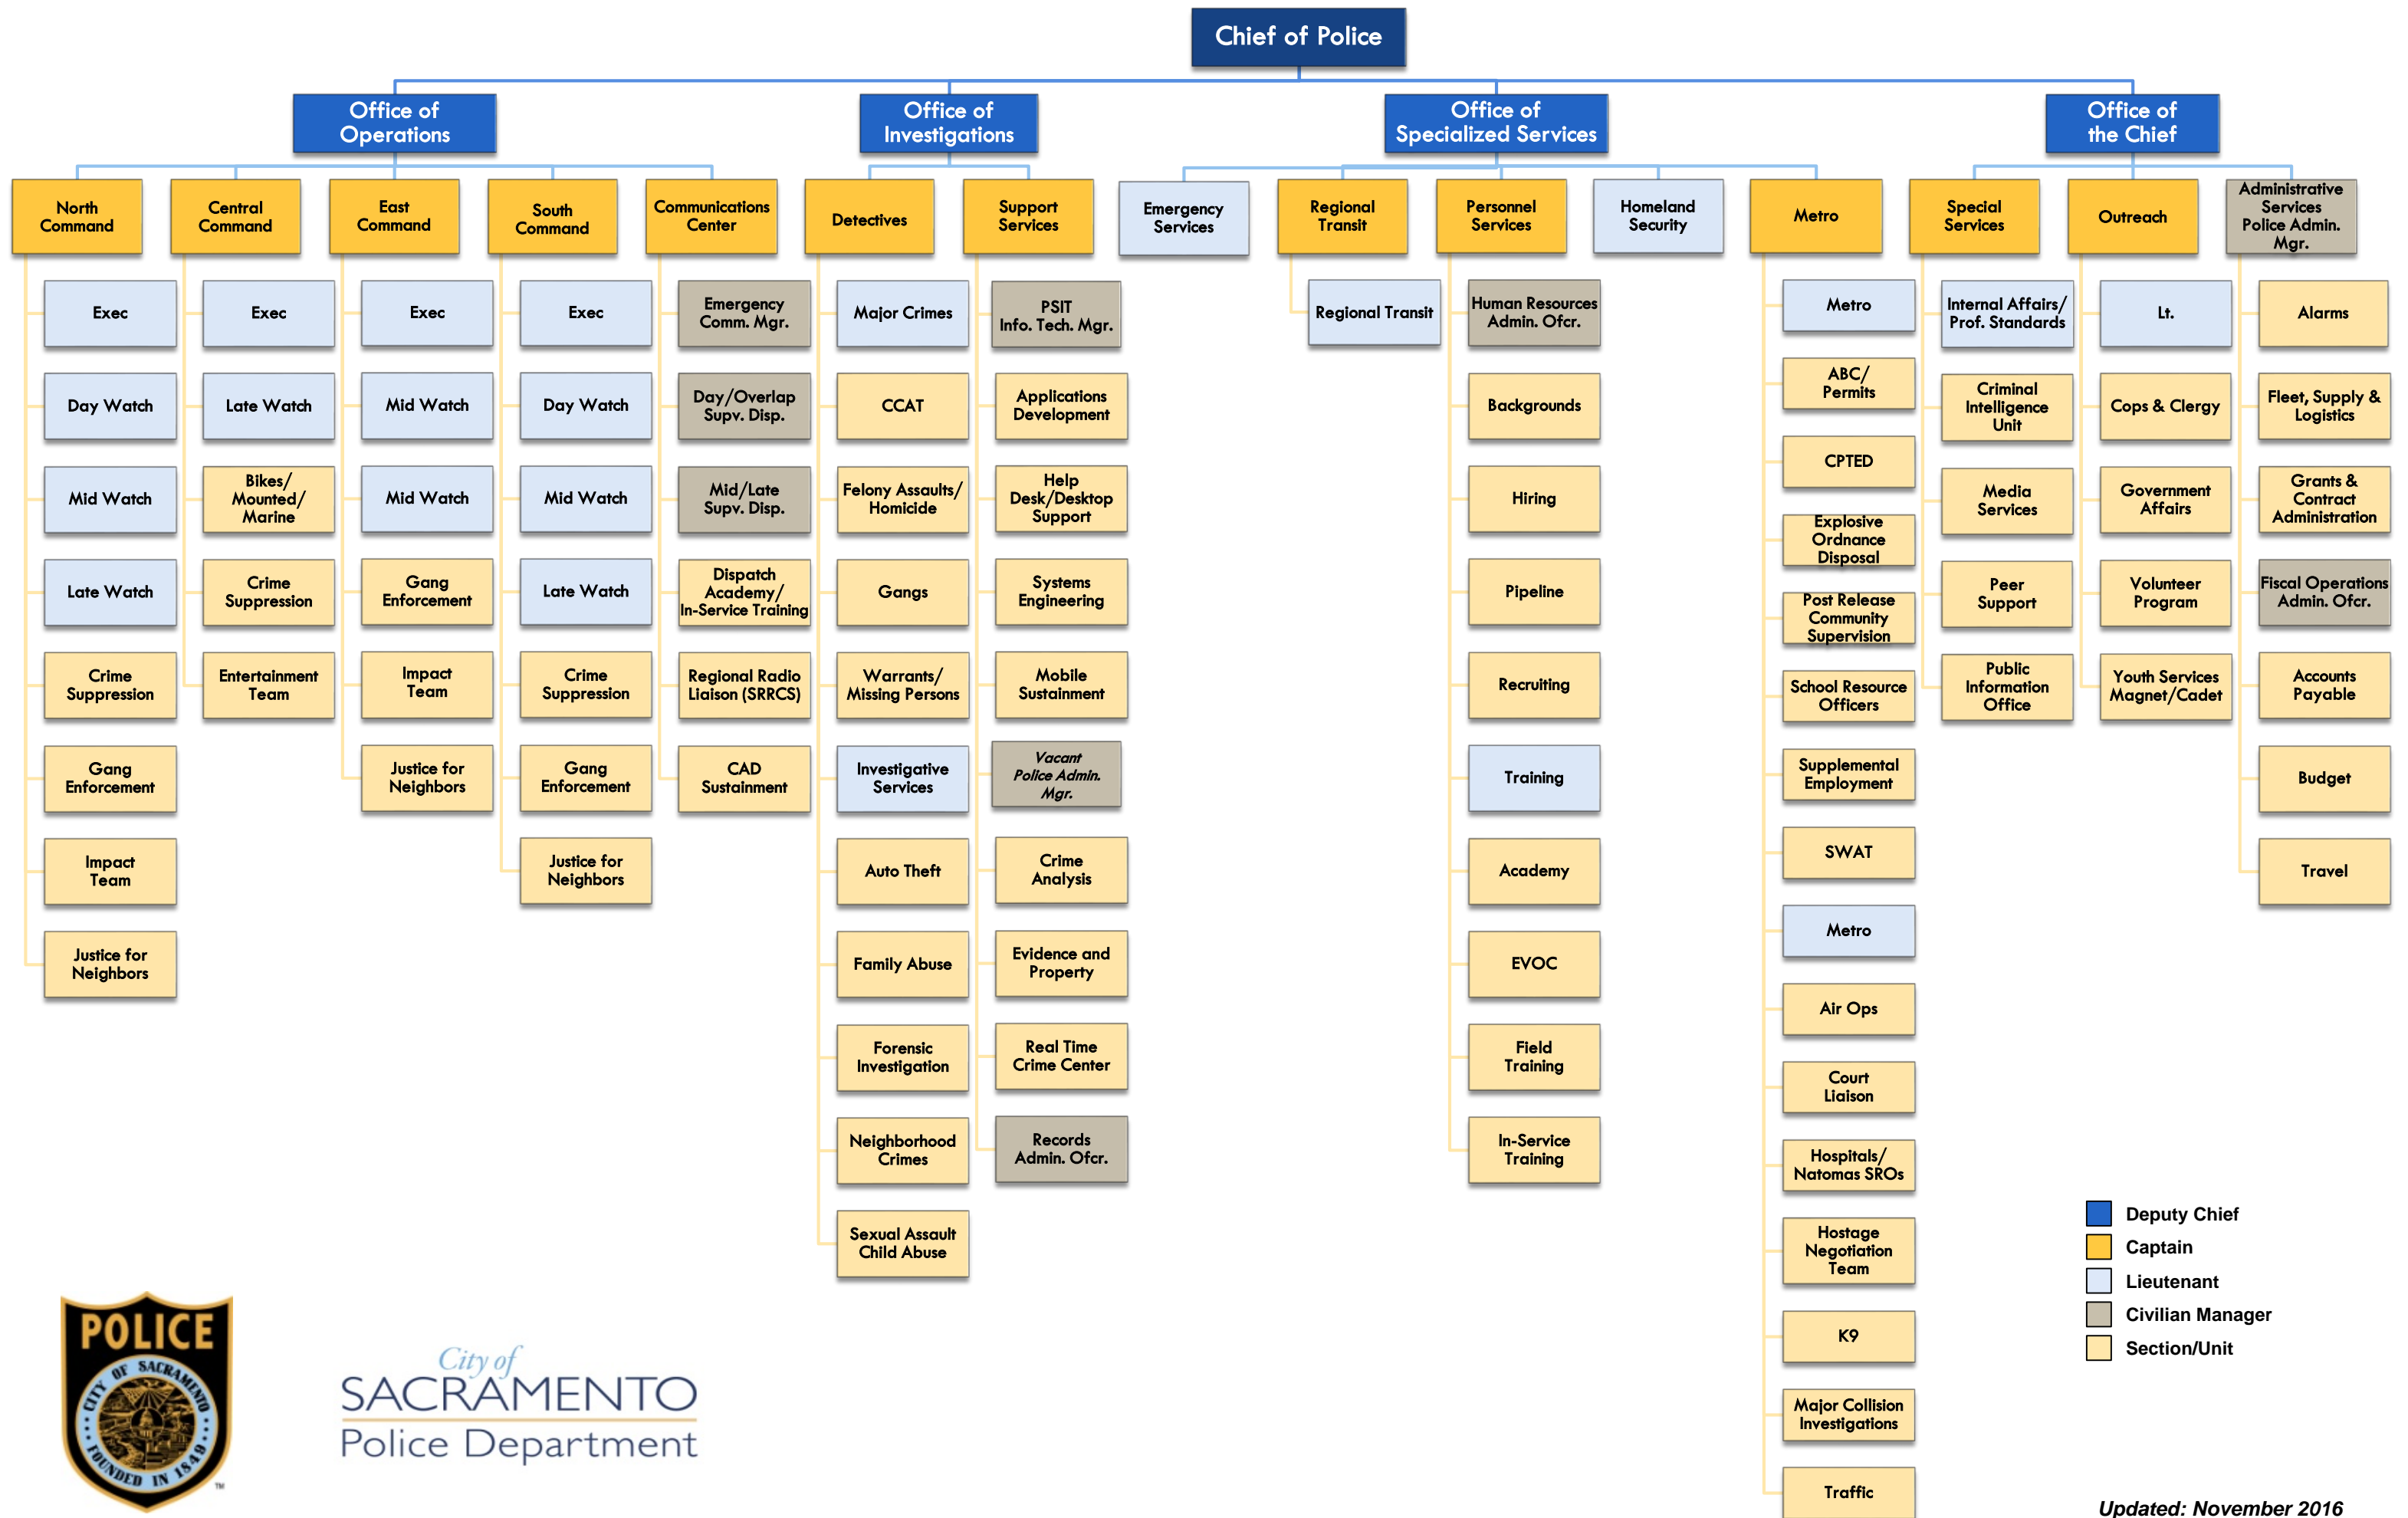 Chief of Police
Office of
Operations
Office of
Investigations
Office of
Specialized Services
Office of
the Chief
North
Command
Central
Command
East
Command
South
Command
Communications
Center
Detectives
Support
Services
Emergency
Services
Regional
Transit
Personnel
Services
Homeland
Security
Metro
Special
Services
Outreach
Administrative
Services
Police Admin.
Mgr.
Exec
Day Watch
Mid Watch
Late Watch
Crime
Suppression
Gang
Enforcement
Impact
Team
Justice for
Neighbors
Exec
Late Watch
Bikes/
Mounted/
Marine
Crime
Suppression
Entertainment
Team
Exec
Mid Watch
Mid Watch
Gang
Enforcement
Impact
Team
Justice for
Neighbors
Exec
Day Watch
Mid Watch
Late Watch
Crime
Suppression
Gang
Enforcement
Justice for
Neighbors
Emergency
Comm. Mgr.
Day/Overlap
Supv. Disp.
Mid/Late
Supv. Disp.
Dispatch
Academy/
In-Service Training
Regional Radio
Liaison (SRRCS)
CAD
Sustainment
Major Crimes
CCAT
Felony Assaults/
Homicide
Gangs
Warrants/
Missing Persons
Investigative
Services
Auto Theft
Family Abuse
Forensic
Investigation
Neighborhood
Crimes
Sexual Assault
Child Abuse
PSIT
Info. Tech. Mgr.
Applications
Development
Help
Desk/Desktop
Support
Systems
Engineering
Mobile
Sustainment
Vacant
Police Admin.
Mgr.
Crime
Analysis
Evidence and
Property
Real Time
Crime Center
Records
Admin. Ofcr.
Regional Transit
Human Resources
Admin. Ofcr.
Backgrounds
Hiring
Pipeline
Recruiting
Training
Academy
EVOC
Field
Training
In-Service
Training
Metro
ABC/
Permits
CPTED
Explosive
Ordnance
Disposal
Post Release
Community
Supervision
School Resource
Officers
Supplemental
Employment
SWAT
Metro
Air Ops
Court
Liaison
Hospitals/
Natomas SROs
Hostage
Negotiation
Team
K9
Major Collision
Investigations
Traffic
Internal Affairs/
Prof. Standards
Criminal
Intelligence
Unit
Media
Services
Peer
Support
Public
Information
Office
Lt.
Cops & Clergy
Government
Affairs
Volunteer
Program
Youth Services
Magnet/Cadet
Alarms
Fleet, Supply &
Logistics
Grants &
Contract
Administration
Fiscal Operations
Admin. Ofcr.
Accounts
Payable
Budget
Travel
Deputy Chief
Captain
Lieutenant
Civilian Manager
Section/Unit
POLICE
CITY OF SACRAMENTO
FOUNDED IN 1849
TM
City of
SACRAMENTO
Police Department
Updated: November 2016